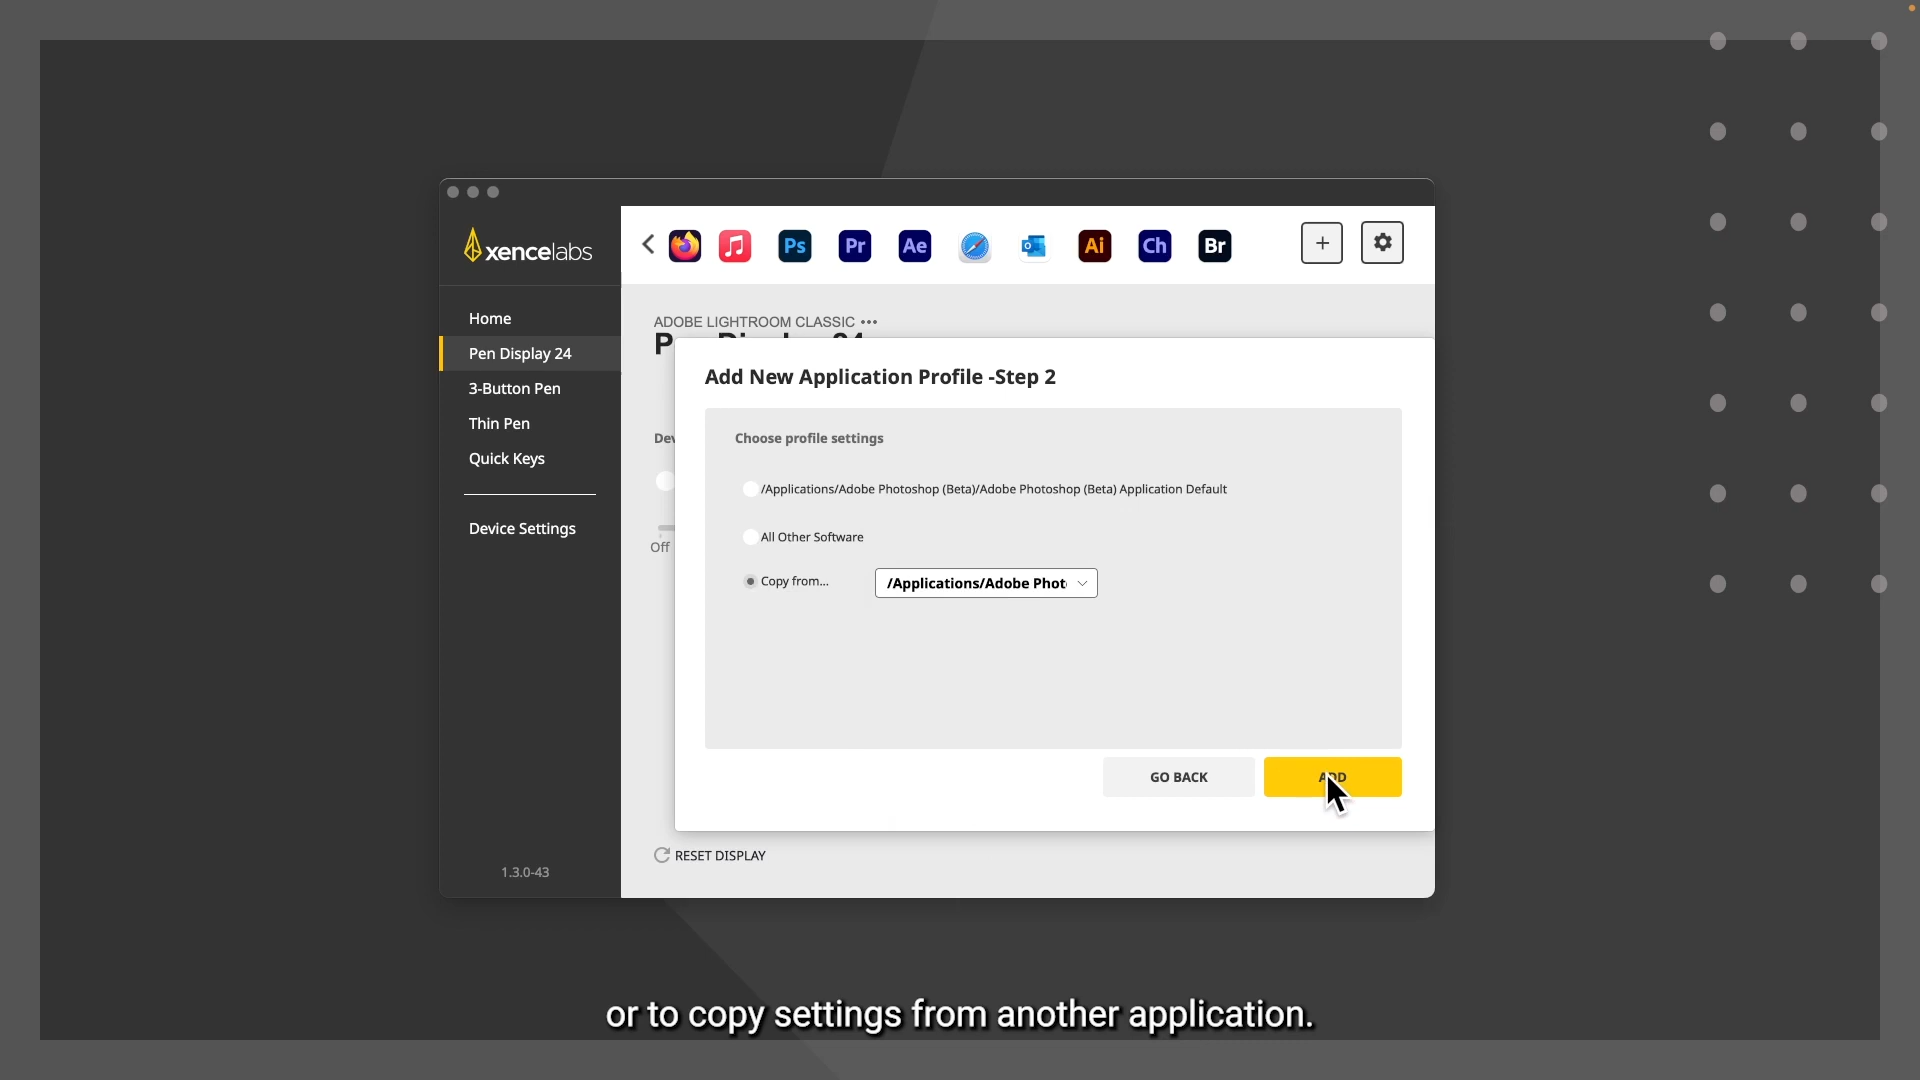 xencelabs
Ps
Pr
Ae
Ai
Ch
Br
+
Home
Pen Display 24
3-Button Pen
Thin Pen
Quick Keys
Device Settings
1.3.0-43
ADOBE LIGHTROOM CLASSIC •••
Off
Add New Application Profile -Step 2
Choose profile settings
/Applications/Adobe Photoshop (Beta)/Adobe Photoshop (Beta) Application Default
All Other Software
Copy from...
/Applications/Adobe Phot
GO BACK
ADD
RESET DISPLAY
or to copy settings from another application.